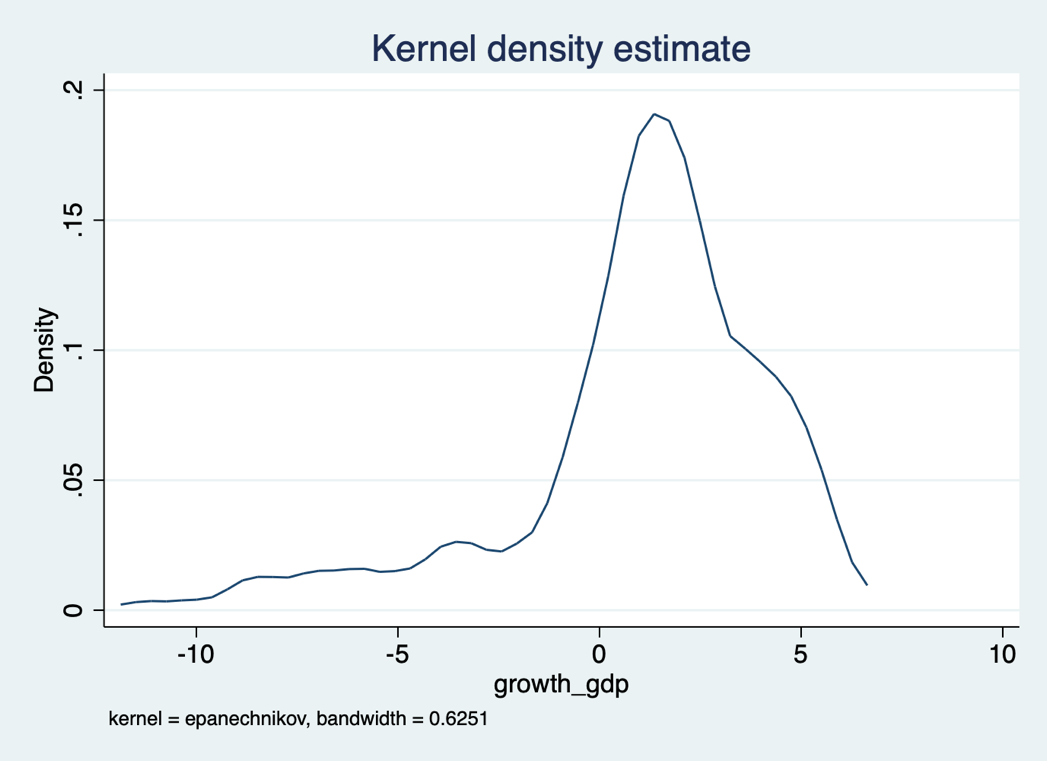 Kernel density estimate
.2
.15
.1
.05
0
Density
-10 -5 0 5 10
growth_gdp
kernel = epanechnikov, bandwidth = 0.6251